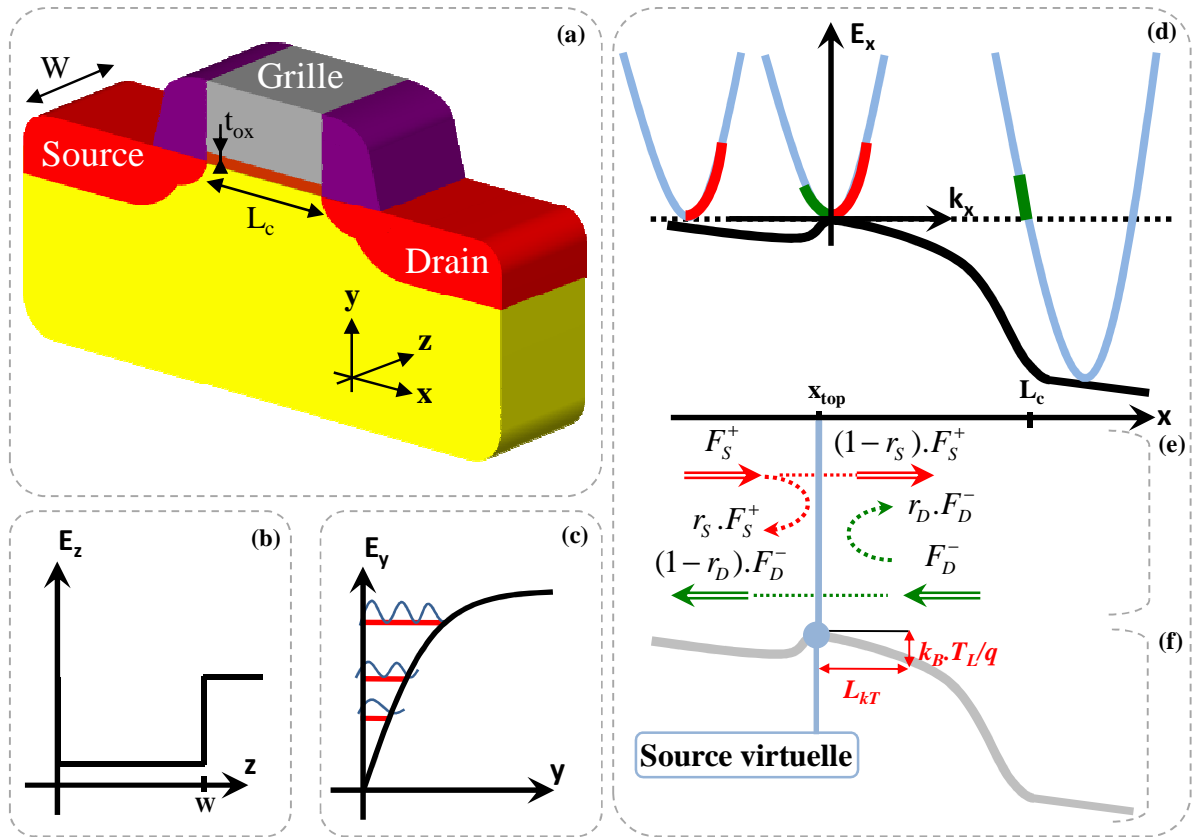 (a)
W
Grille
t_ox
Source
L_c
Drain
y
z
x
(b)
E_z
z
W
(c)
E_y
y
(d)
E_x
k_x
x_top
L_c
x
(e)
F_S^+
(1−r_S).F_S^+
r_S.F_S^+
r_D.F_D^−
(1−r_D).F_D^−
F_D^−
(f)
k_B.T_L/q
L_kT
Source virtuelle